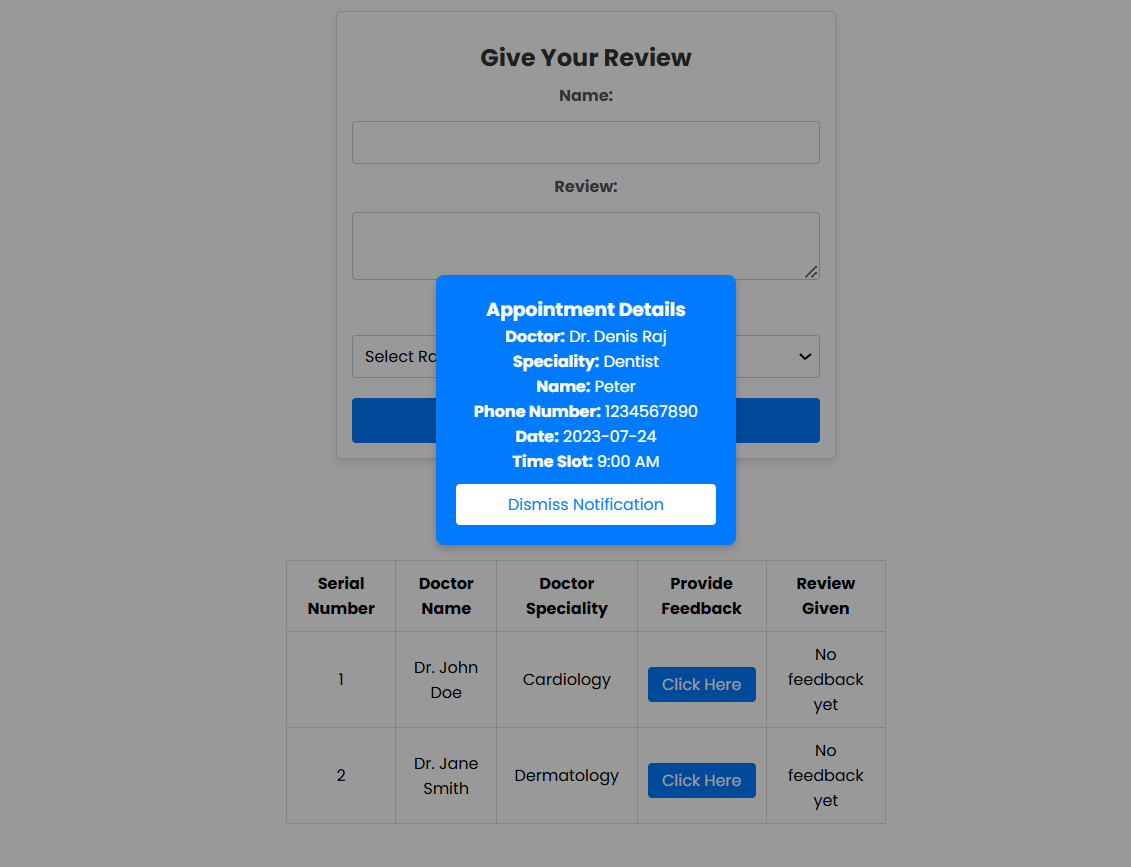 Give Your Review
Name:
Review:
Select Ra
Appointment Details
Doctor: Dr. Denis Raj
Speciality: Dentist
Name: Peter
Phone Number: 1234567890
Date: 2023-07-24
Time Slot: 9:00 AM
Dismiss Notification
Serial Number
Doctor Name
Doctor Speciality
Provide Feedback
Review Given
1
Dr. John Doe
Cardiology
Click Here
No feedback yet
2
Dr. Jane Smith
Dermatology
Click Here
No feedback yet